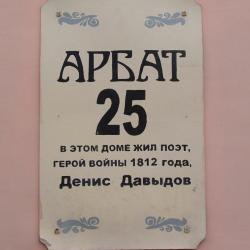 АРБАТ
25
В ЭТОМ ДОМЕ ЖИЛ ПОЭТ,
ГЕРОЙ ВОЙНЫ 1812 года,
Денис Давыдов